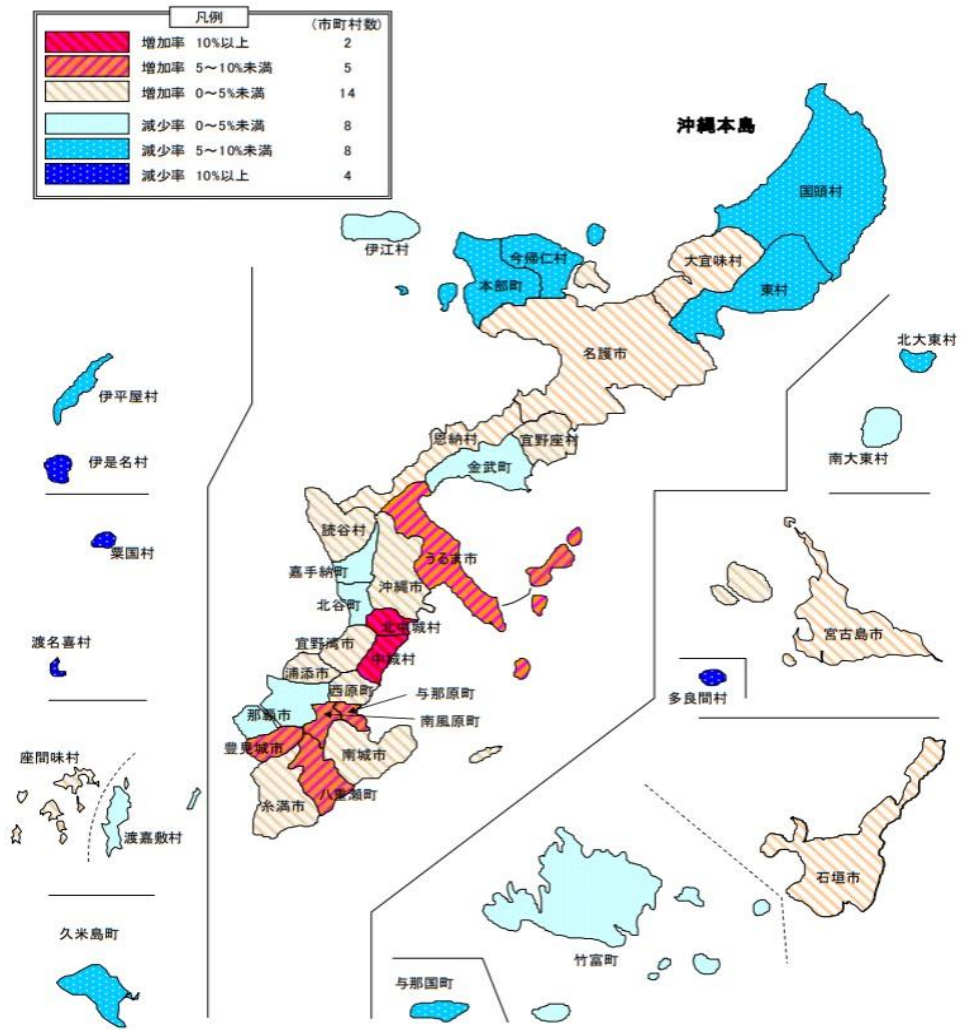 凡例
(市町村数)
増加率 10%以上 2
増加率 5～10%未満 5
増加率 0～5%未満 14
減少率 0～5%未満 8
減少率 5～10%未満 8
減少率 10%以上 4
沖縄本島
国頭村
伊江村
今帰仁村
大宜味村
本部町
東村
北大東村
名護市
伊平屋村
恩納村
宜野座村
南大東村
伊是名村
金武町
読谷村
粟国村
うるま市
嘉手納町
沖縄市
北谷町
北中城村
宮古島市
渡名喜村
宜野湾市
中城村
浦添市
西原町
与那原町
多良間村
那覇市
南風原町
豊見城市
座間味村
南城市
八重瀬町
糸満市
渡嘉敷村
石垣市
久米島町
竹富町
与那国町